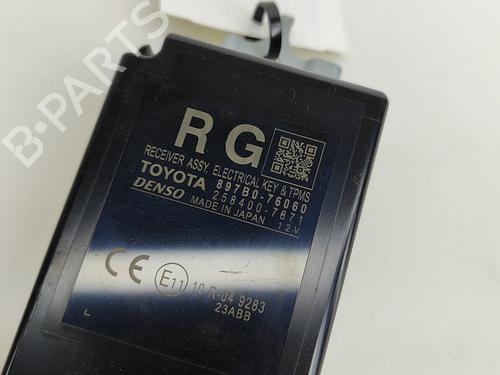 B-PARTS
RG
RECEIVER ASSY, ELECTRICAL KEY & TPMS
TOYOTA 897B0-76060
DENSO 258400-7871
MADE IN JAPAN 12V
CE E11 10 R-04 9283
23ABB
L